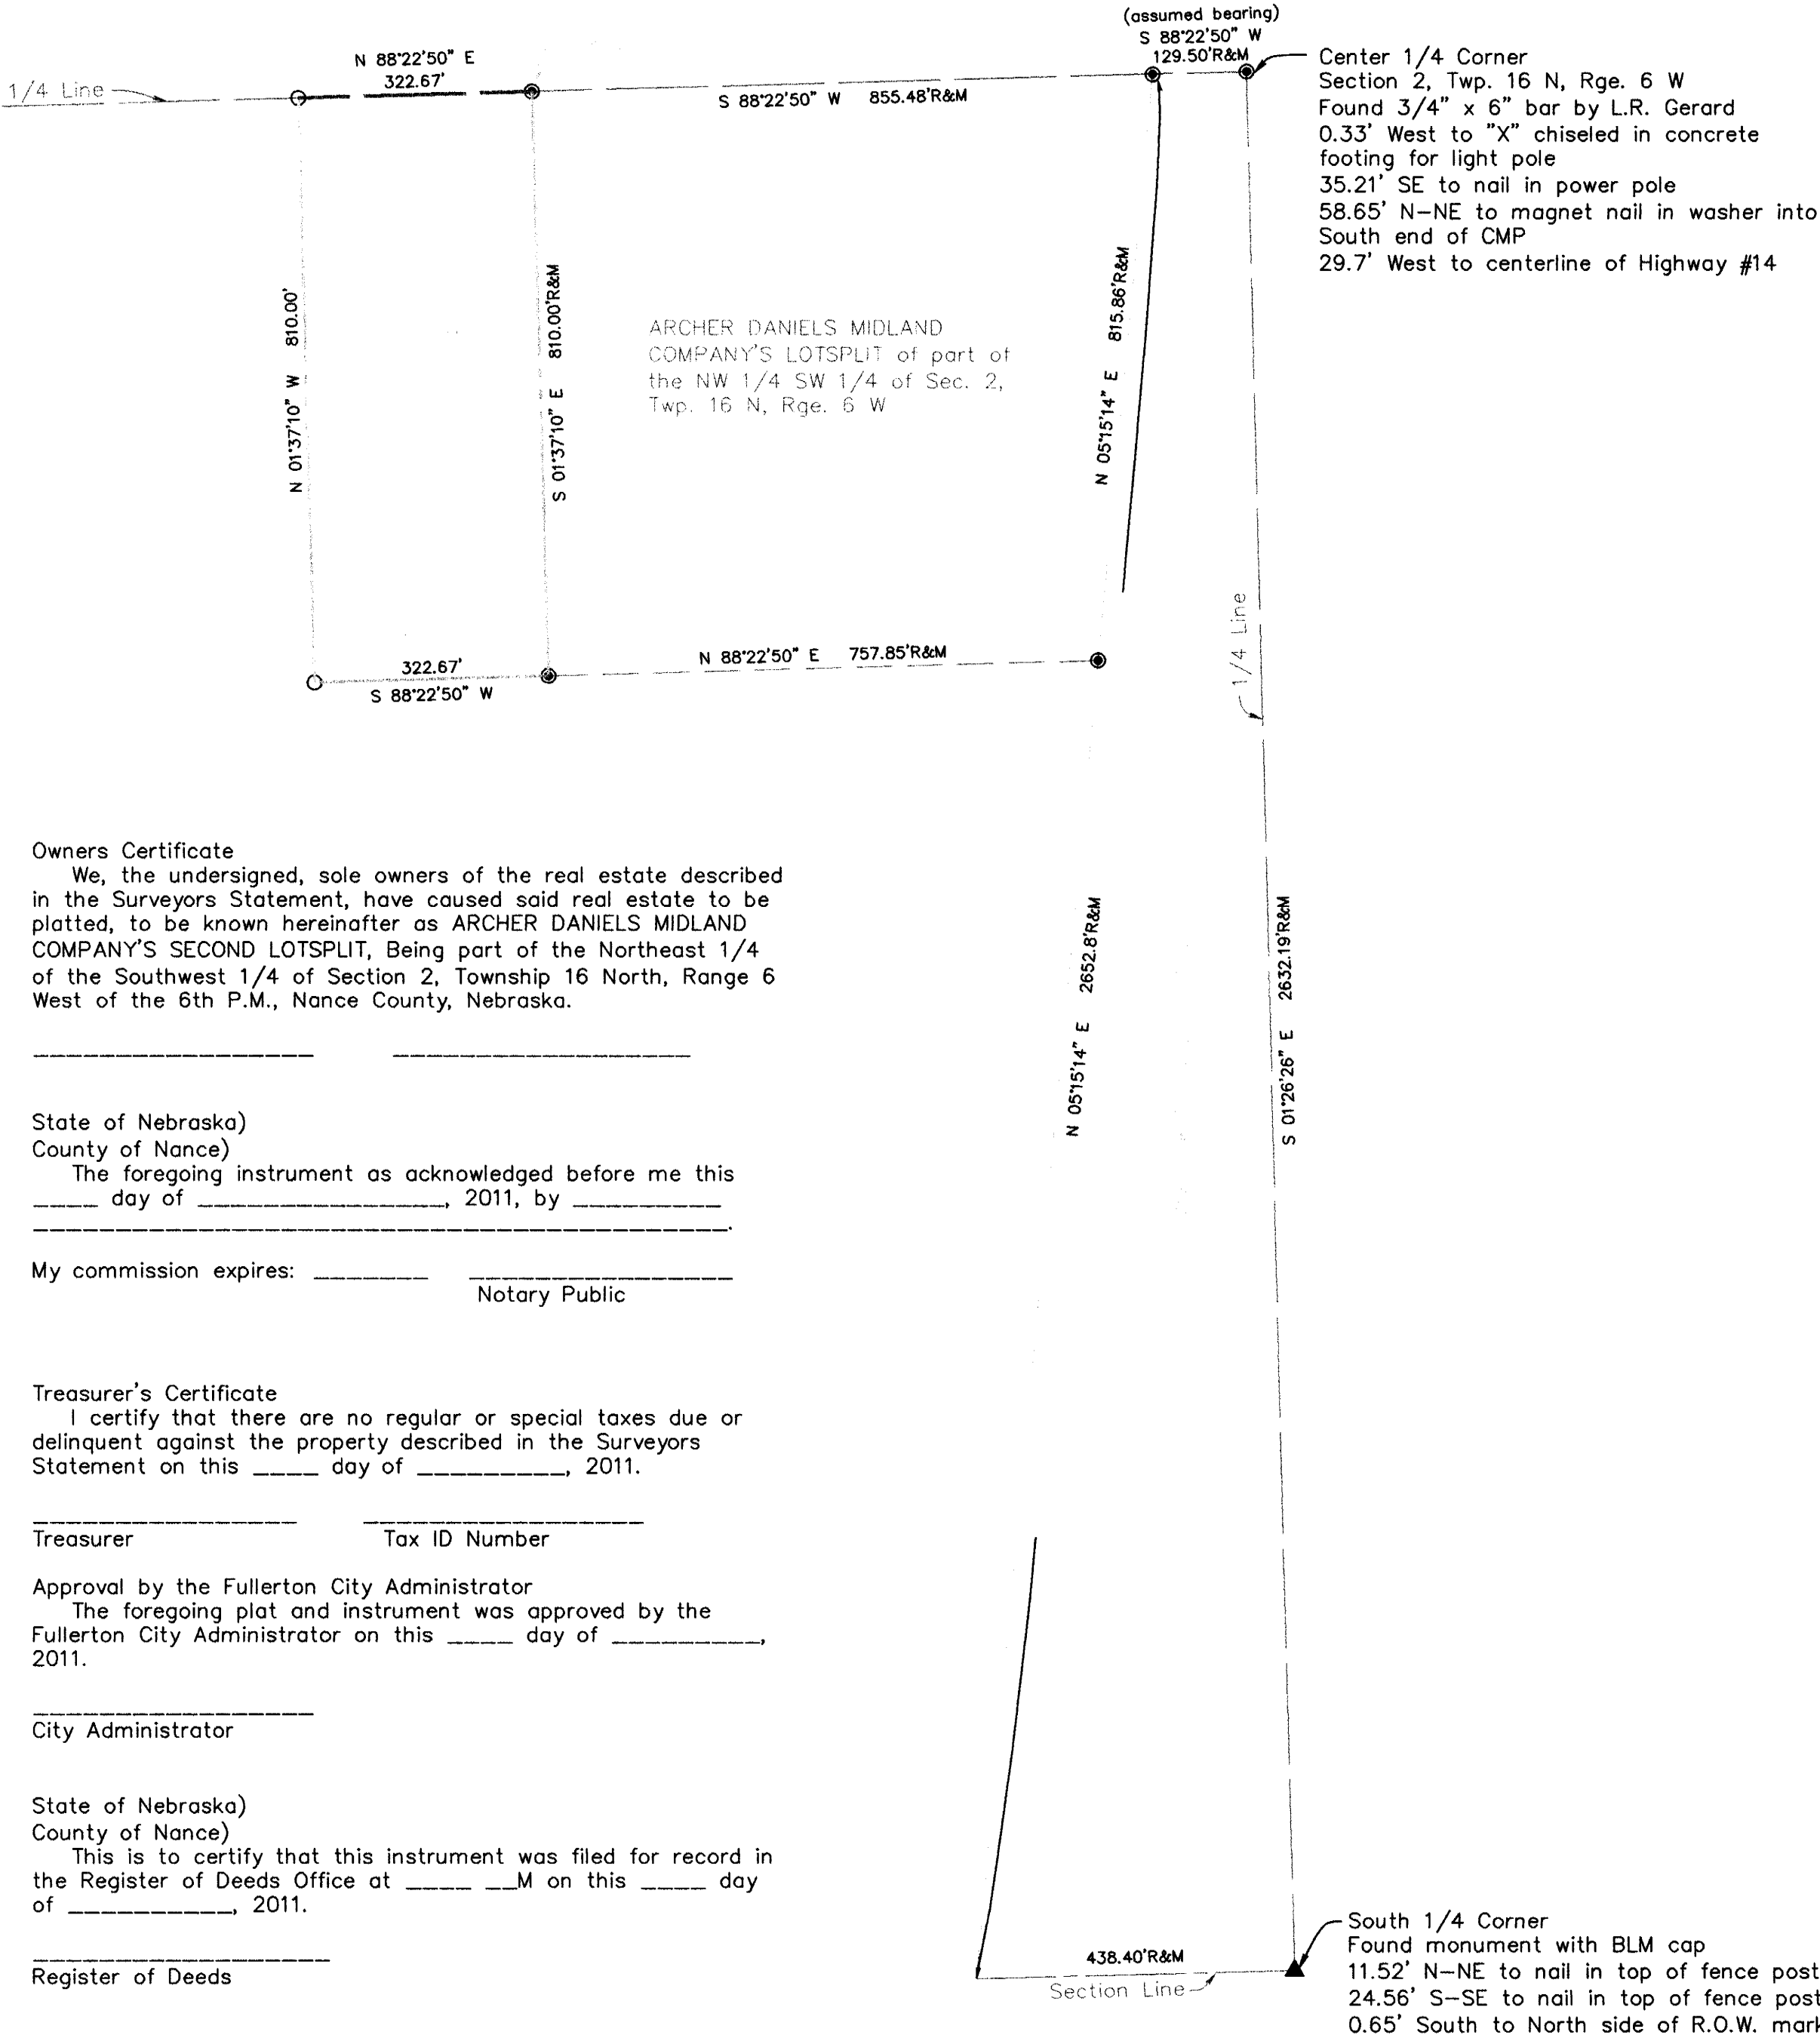 (assumed bearing)
S 88°22'50" W
129.50'R&M
N 88°22'50" E
322.67'
1/4 Line
S 88°22'50" W 855.48'R&M
Center 1/4 Corner
Section 2, Twp. 16 N, Rge. 6 W
Found 3/4" x 6" bar by L.R. Gerard
0.33' West to "X" chiseled in concrete
footing for light pole
35.21' SE to nail in power pole
58.65' N-NE to magnet nail in washer into
South end of CMP
29.7' West to centerline of Highway #14
N 01°37'10" W 810.00'
S 01°37'10" E 810.00'R&M
ARCHER DANIELS MIDLAND
COMPANY'S LOTSPLIT of part of
the NW 1/4 SW 1/4 of Sec. 2,
Twp. 16 N, Rge. 6 W
N 05°15'14" E 815.86'R&M
1/4 Line
322.67'
S 88°22'50" W
N 88°22'50" E 757.85'R&M
Owners Certificate
We, the undersigned, sole owners of the real estate described
in the Surveyors Statement, have caused said real estate to be
platted, to be known hereinafter as ARCHER DANIELS MIDLAND
COMPANY'S SECOND LOTSPLIT, Being part of the Northeast 1/4
of the Southwest 1/4 of Section 2, Township 16 North, Range 6
West of the 6th P.M., Nance County, Nebraska.
N 05°15'14" E 2652.8'R&M
S 01°26'26" E 2632.19'R&M
State of Nebraska)
County of Nance)
The foregoing instrument as acknowledged before me this
____ day of _______________, 2011, by _________
__________________________________________.
My commission expires: _______ ________________
Notary Public
Treasurer's Certificate
I certify that there are no regular or special taxes due or
delinquent against the property described in the Surveyors
Statement on this ____ day of _________, 2011.
Treasurer Tax ID Number
Approval by the Fullerton City Administrator
The foregoing plat and instrument was approved by the
Fullerton City Administrator on this ____ day of _________,
2011.
City Administrator
State of Nebraska)
County of Nance)
This is to certify that this instrument was filed for record in
the Register of Deeds Office at ____ __M on this ____ day
of __________, 2011.
Register of Deeds
438.40'R&M
Section Line
South 1/4 Corner
Found monument with BLM cap
11.52' N-NE to nail in top of fence post
24.56' S-SE to nail in top of fence post
0.65' South to North side of R.O.W. mark